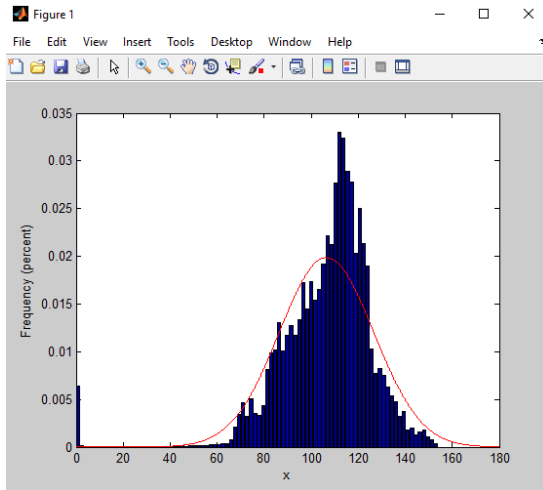 Figure 1
File Edit View Insert Tools Desktop Window Help
0.035
0.03
0.025
0.02
0.015
0.01
0.005
0
Frequency (percent)
0 20 40 60 80 100 120 140 160 180
x